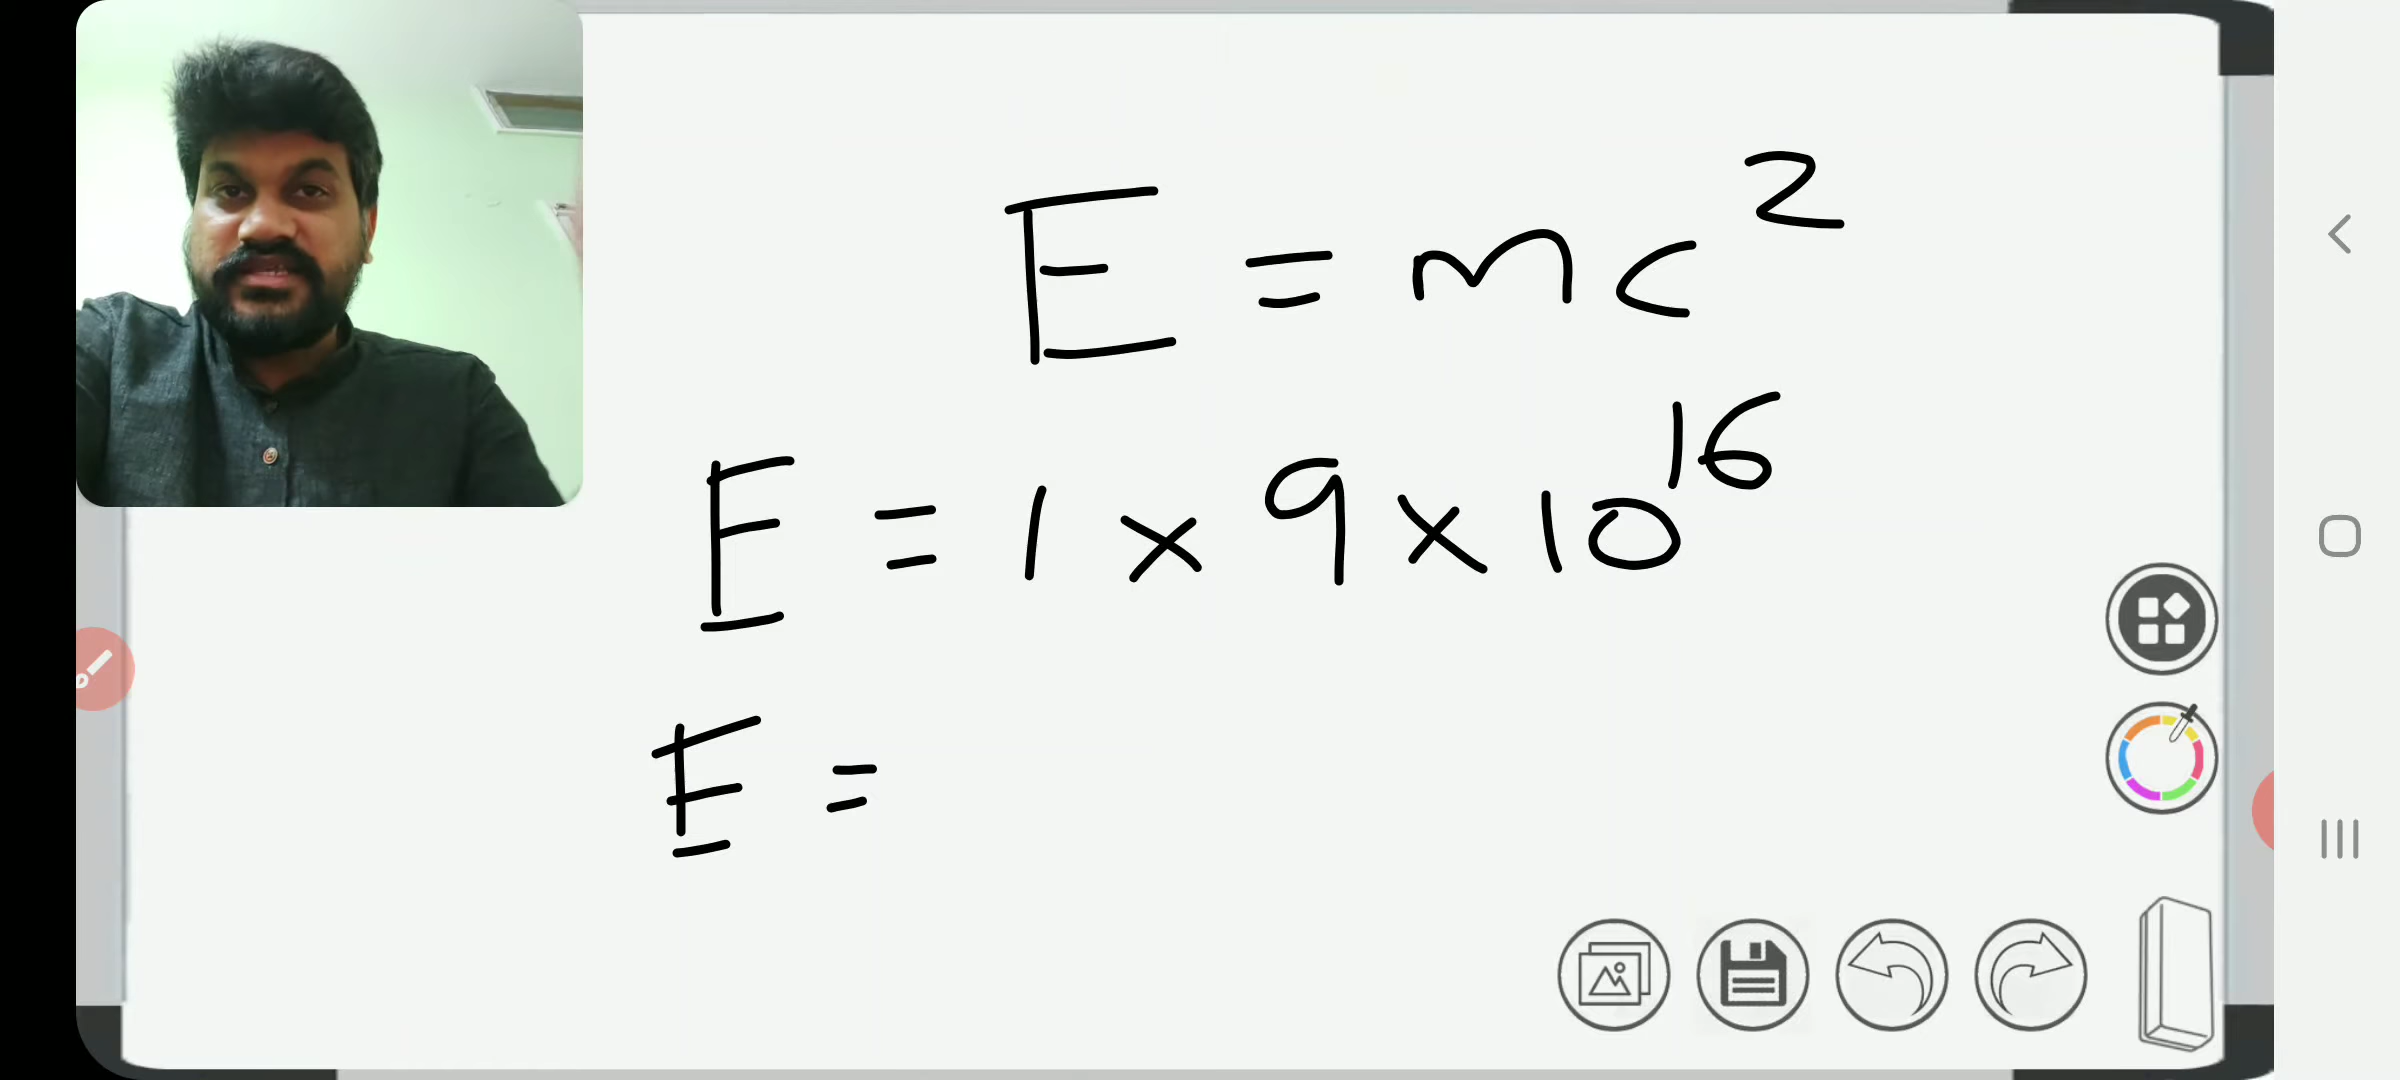 E = mc²
E = 1 × 9 × 10¹⁶
E =